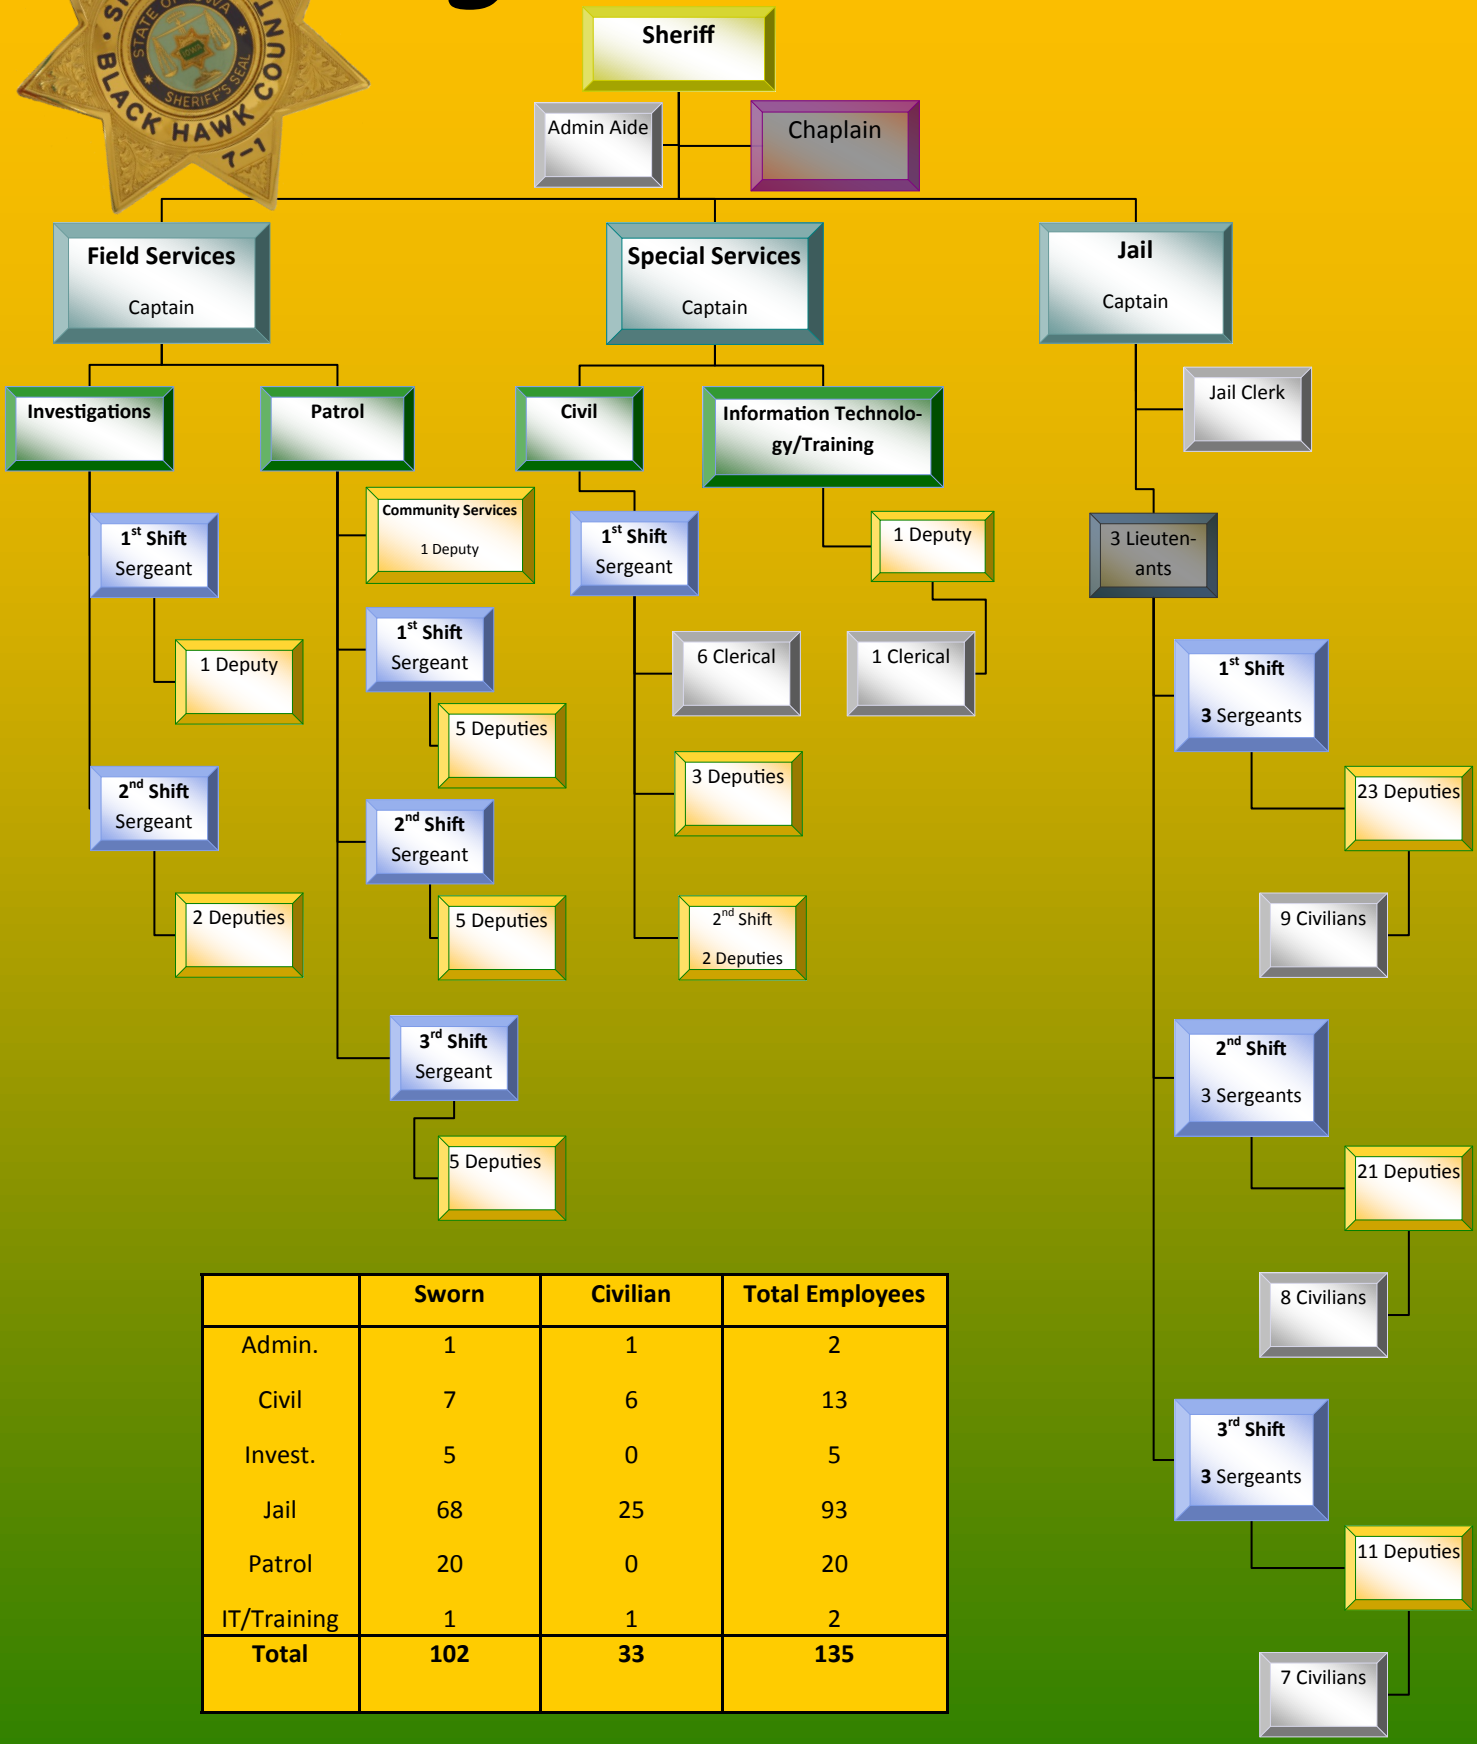 STATE OF IOWA
SHERIFF'S SEAL
BLACK HAWK COUNT
7-1
Sheriff
Admin Aide
Chaplain
Field Services
Captain
Special Services
Captain
Jail
Captain
Investigations
Patrol
Civil
Information Technolo-
gy/Training
Jail Clerk
1st Shift
Sergeant
1 Deputy
2nd Shift
Sergeant
2 Deputies
Community Services
1 Deputy
1st Shift
Sergeant
5 Deputies
2nd Shift
Sergeant
5 Deputies
3rd Shift
Sergeant
5 Deputies
1st Shift
Sergeant
6 Clerical
3 Deputies
2nd Shift
2 Deputies
1 Deputy
1 Clerical
3 Lieuten-
ants
1st Shift
3 Sergeants
23 Deputies
9 Civilians
2nd Shift
3 Sergeants
21 Deputies
8 Civilians
3rd Shift
3 Sergeants
11 Deputies
7 Civilians
Sworn Civilian Total Employees
Admin. 1 1 2
Civil 7 6 13
Invest. 5 0 5
Jail 68 25 93
Patrol 20 0 20
IT/Training 1 1 2
Total 102 33 135